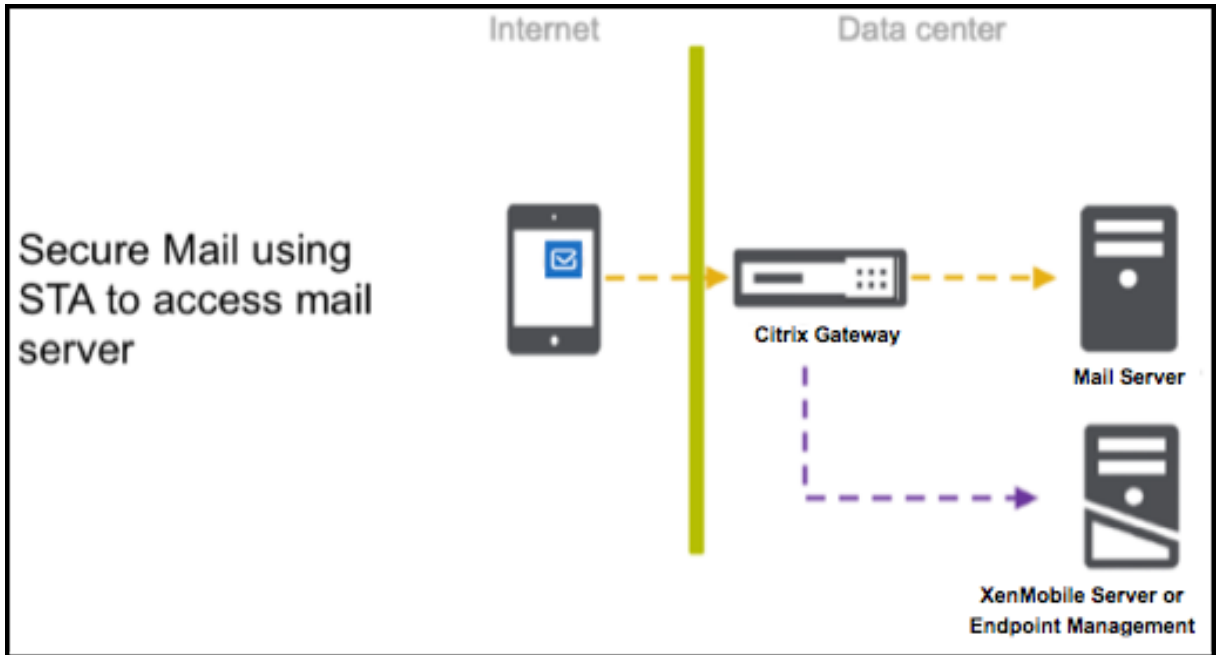 Internet
Data center
Secure Mail using
STA to access mail
server
Citrix Gateway
Mail Server
XenMobile Server or
Endpoint Management